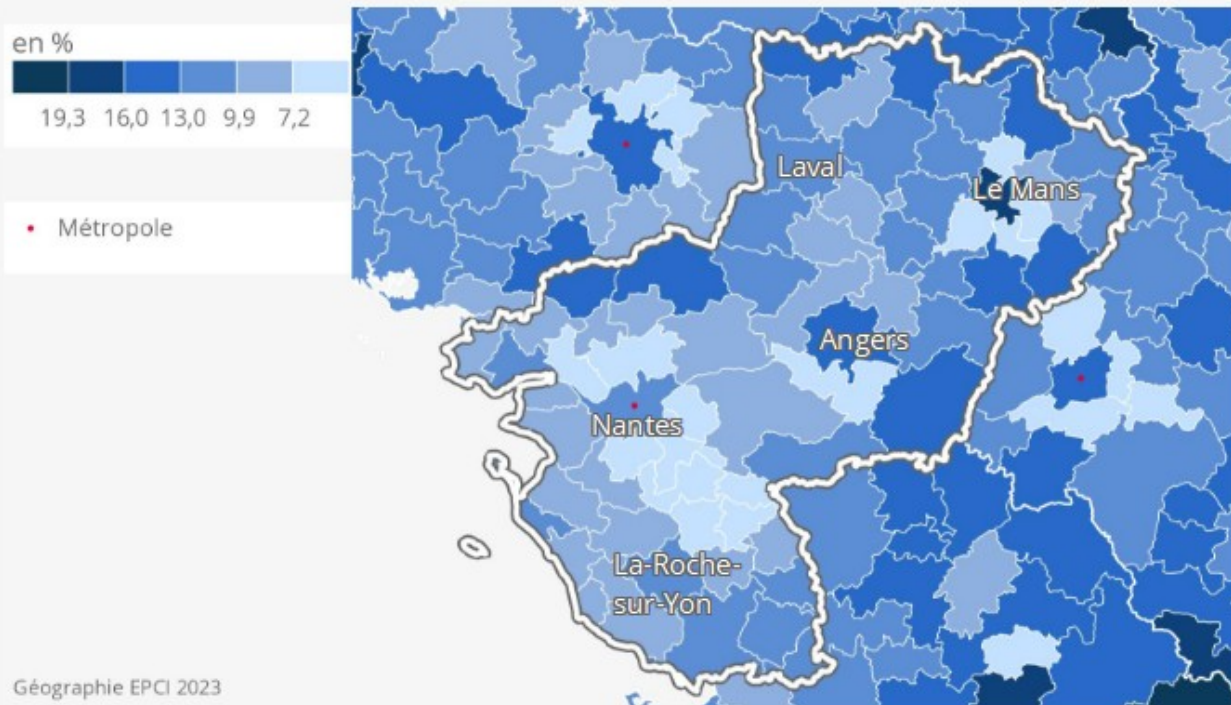 en %
19,3 16,0 13,0 9,9 7,2
Métropole
Laval
Le Mans
Angers
Nantes
La-Roche-
sur-Yon
Géographie EPCI 2023